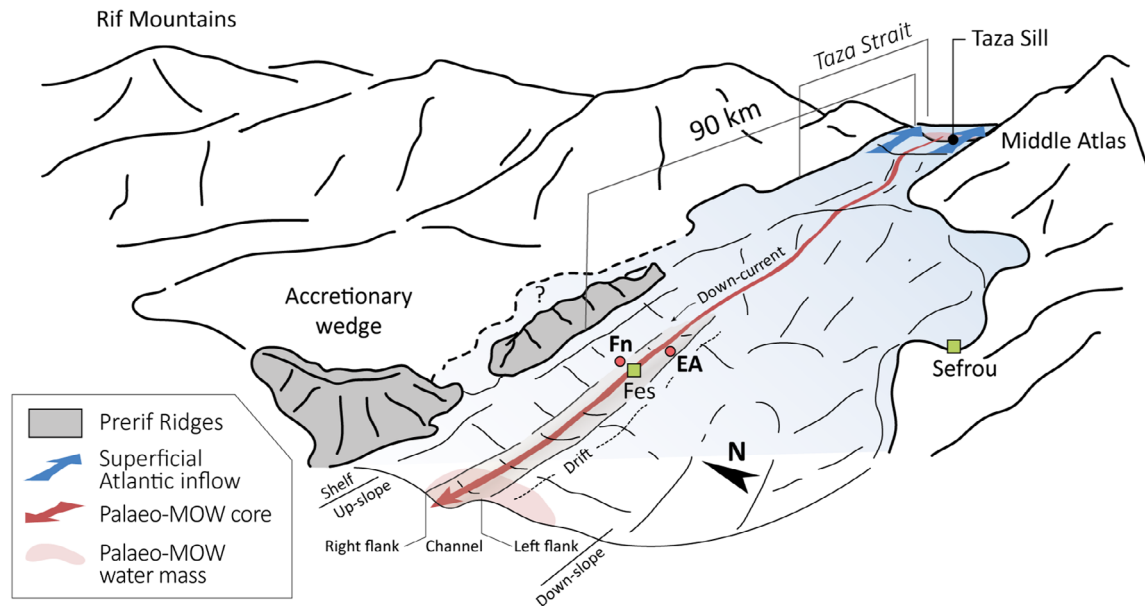 Rif Mountains
Taza Strait
Taza Sill
90 km
Middle Atlas
Down-current
?
Accretionary
wedge
Fn
EA
Fes
Sefrou
Drift
N
Shelf
Up-slope
Right flank
Channel
Left flank
Down-slope
Prerif Ridges
Superficial
Atlantic inflow
Palaeo-MOW core
Palaeo-MOW
water mass